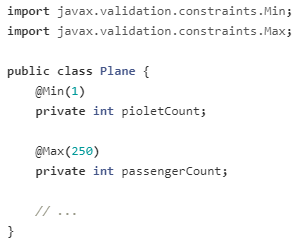 import javax.validation.constraints.Min;
import javax.validation.constraints.Max;
public class Plane {
@Min(1)
private int pioletCount;
@Max(250)
private int passengerCount;
// ...
}